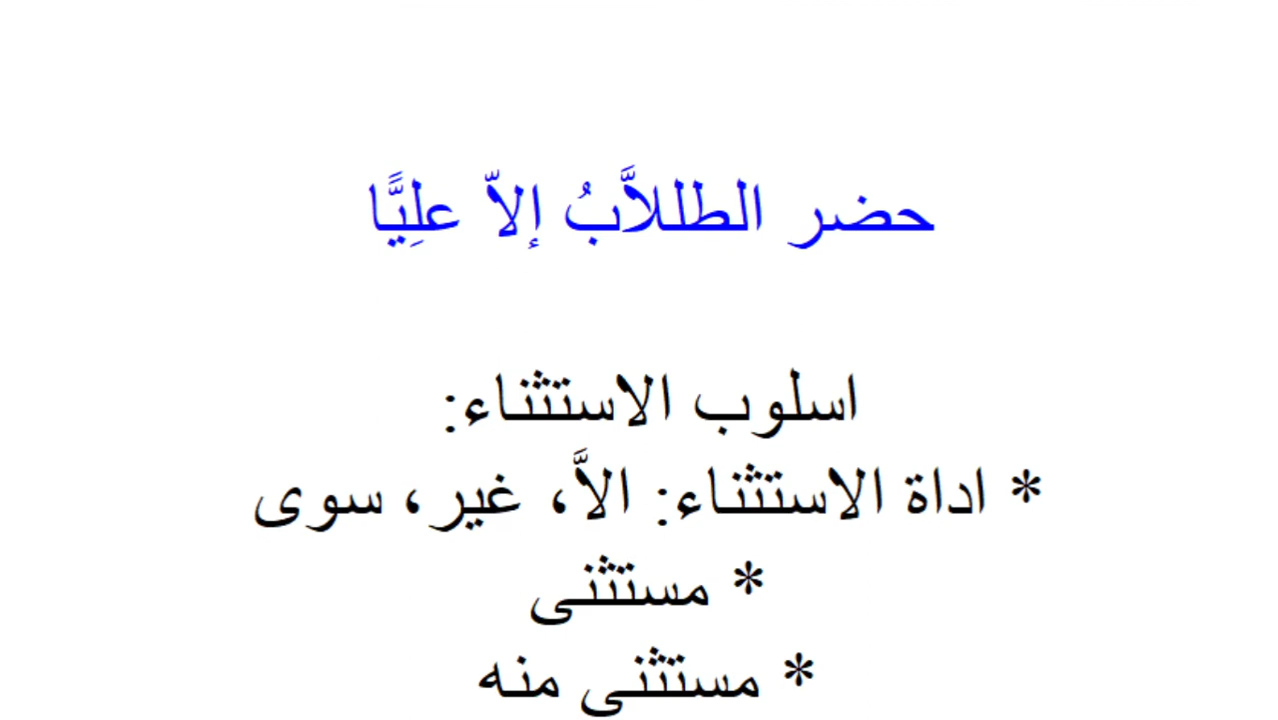 حضر الطلاَّبُ إلاّ علِيًّا
اسلوب الاستثناء:
* اداة الاستثناء: الاَّ، غير، سوى
* مستثنى
* مستثنى منه